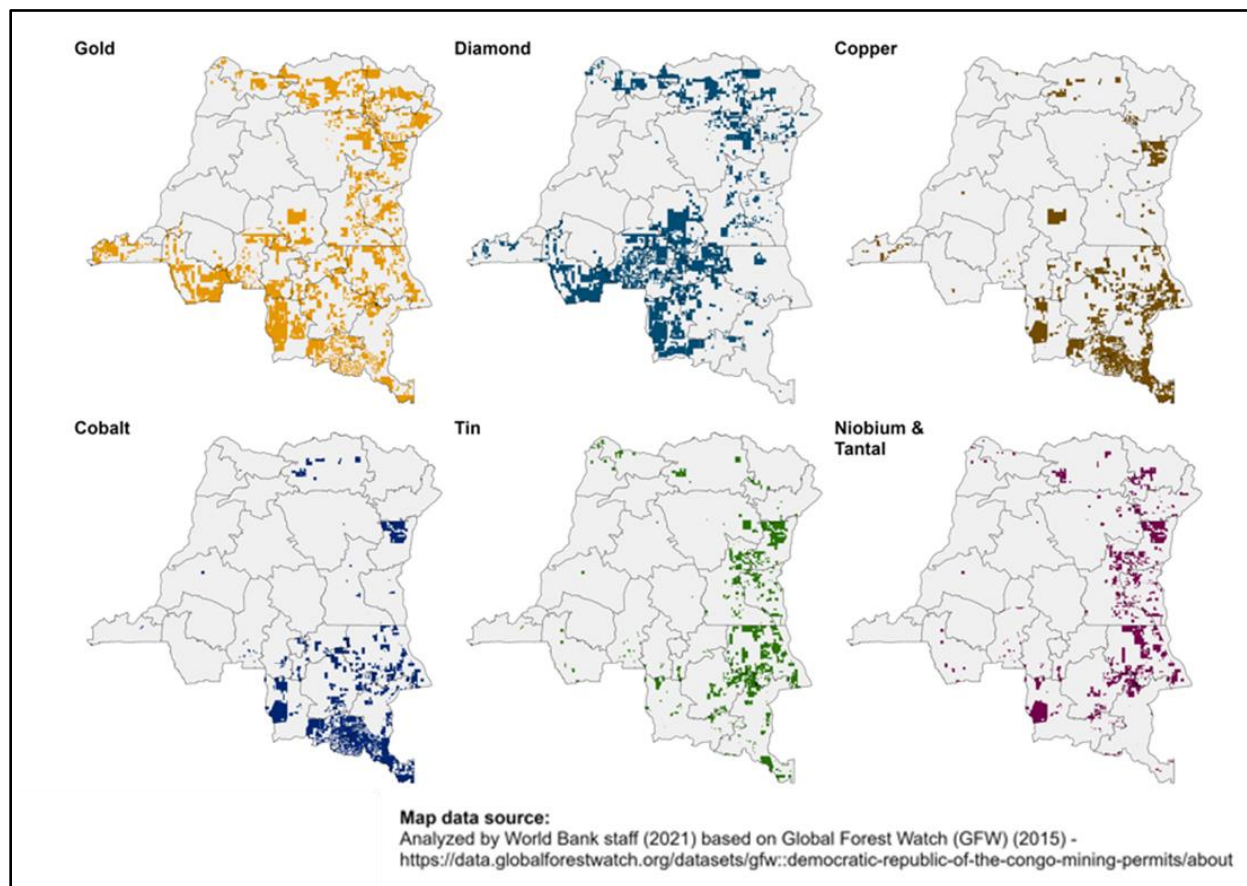 Gold
Diamond
Copper
Cobalt
Tin
Niobium &
Tantal
Map data source:
Analyzed by World Bank staff (2021) based on Global Forest Watch (GFW) (2015) -
https://data.globalforestwatch.org/datasets/gfw::democratic-republic-of-the-congo-mining-permits/about